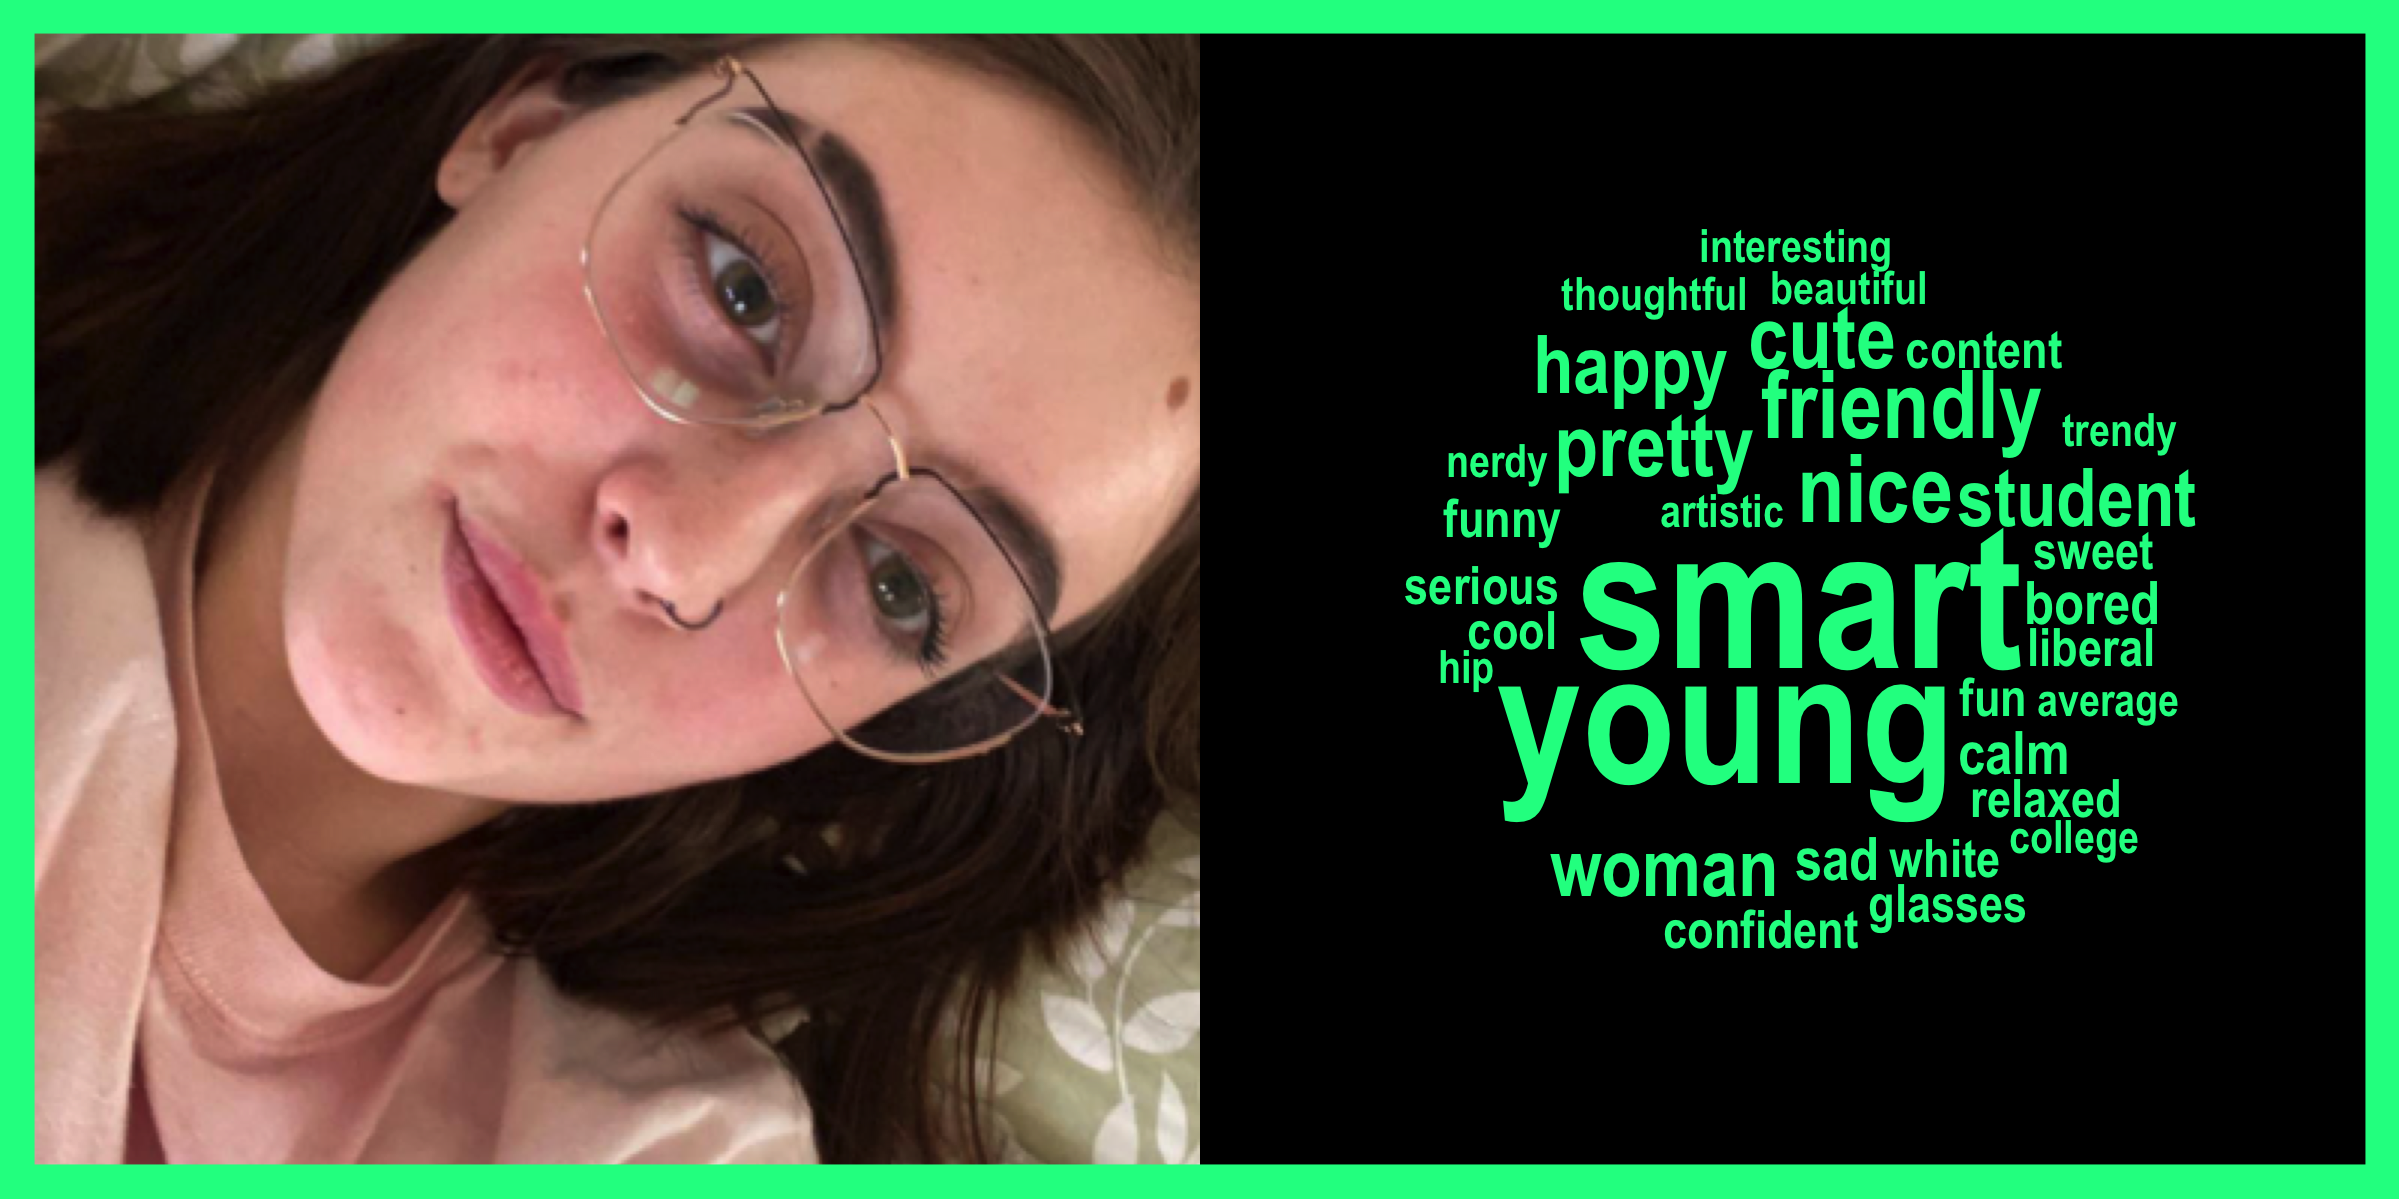 interesting
thoughtful beautiful
cute content
happy friendly
trendy
nerdy pretty
nice student
funny artistic
smart sweet
serious bored
cool liberal
hip
young fun average
calm
relaxed
college
woman sad white
glasses
confident